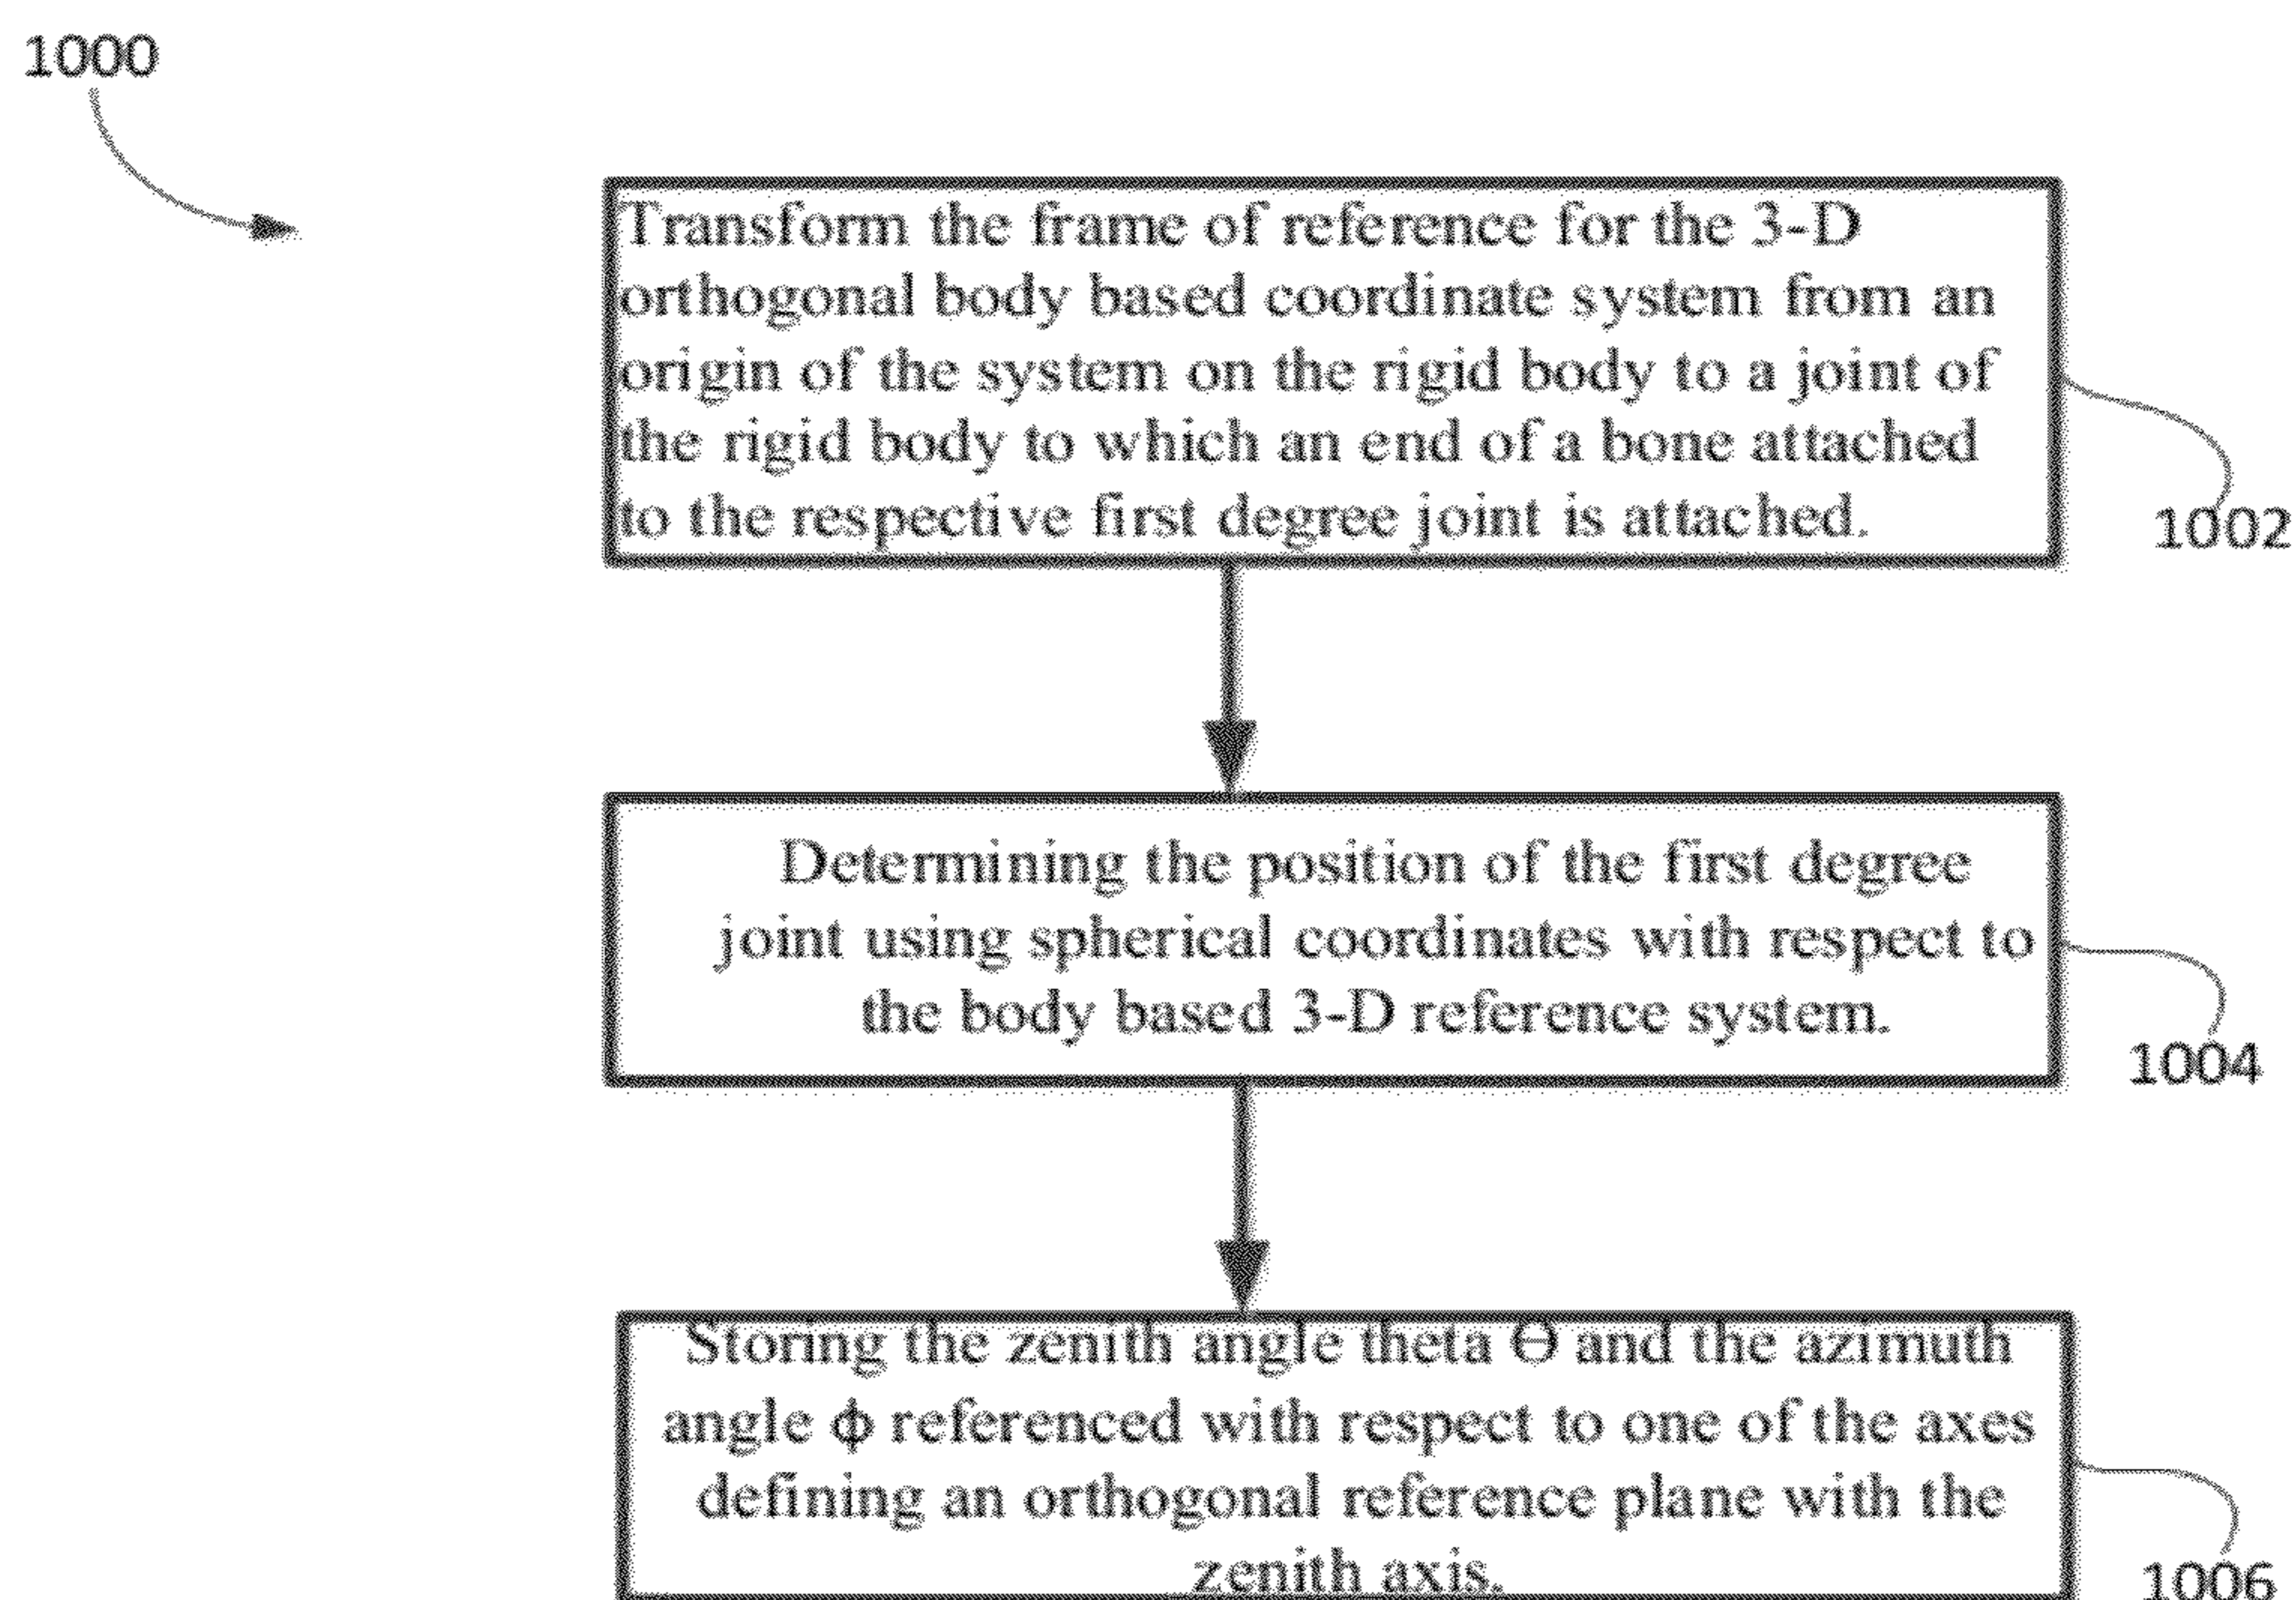 1000
Transform the frame of reference for the 3-D
orthogonal body based coordinate system from an
origin of the system on the rigid body to a joint of
the rigid body to which an end of a bone attached
to the respective first degree joint is attached.
1002
Determining the position of the first degree
joint using spherical coordinates with respect to
the body based 3-D reference system.
1004
Storing the zenith angle theta Θ and the azimuth
angle ϕ referenced with respect to one of the axes
defining an orthogonal reference plane with the
zenith axis.
1006